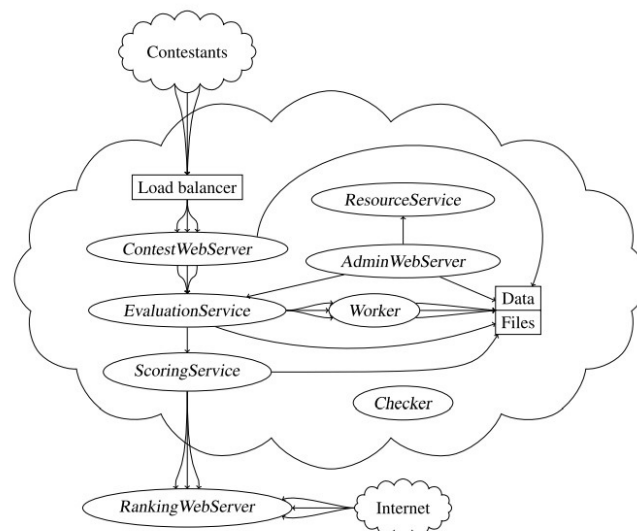 Contestants
Load balancer
ResourceService
ContestWebServer
AdminWebServer
Data
EvaluationService
Worker
Files
ScoringService
Checker
RankingWebServer
Internet